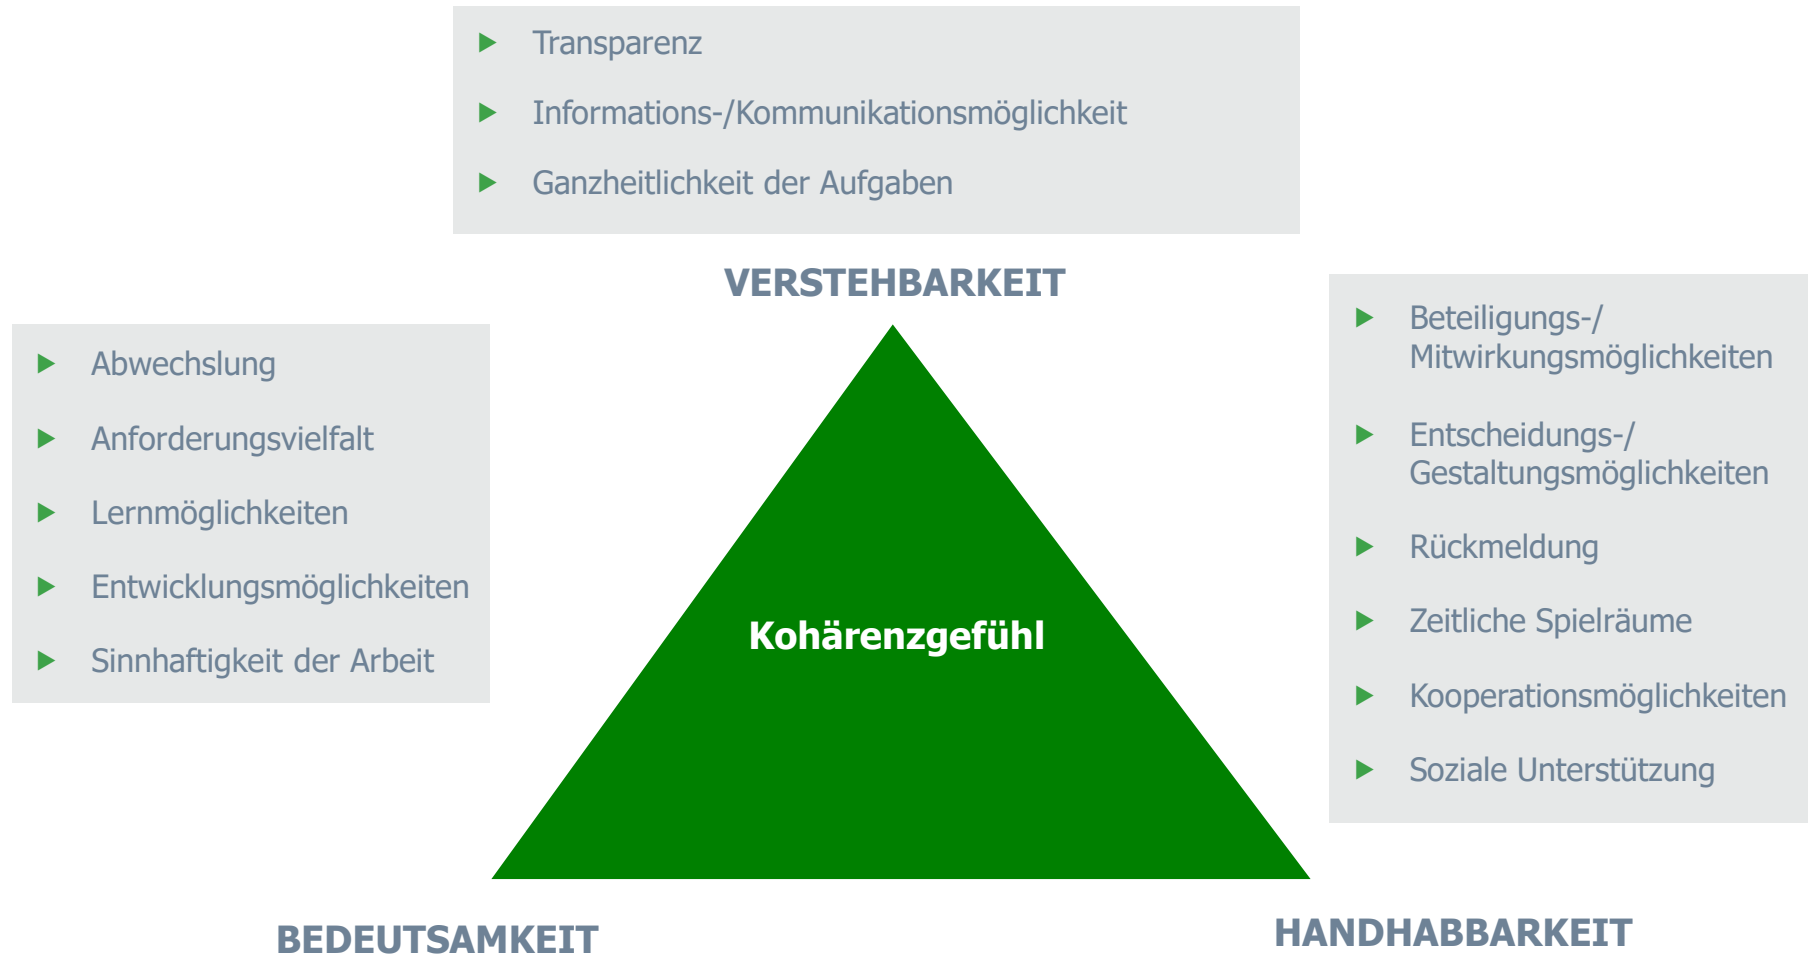 Transparenz
Informations-/Kommunikationsmöglichkeit
Ganzheitlichkeit der Aufgaben
VERSTEHBARKEIT
Abwechslung
Anforderungsvielfalt
Lernmöglichkeiten
Entwicklungsmöglichkeiten
Sinnhaftigkeit der Arbeit
Beteiligungs-/
Mitwirkungsmöglichkeiten
Entscheidungs-/
Gestaltungsmöglichkeiten
Rückmeldung
Zeitliche Spielräume
Kooperationsmöglichkeiten
Soziale Unterstützung
Kohärenzgefühl
BEDEUTSAMKEIT
HANDHABBARKEIT